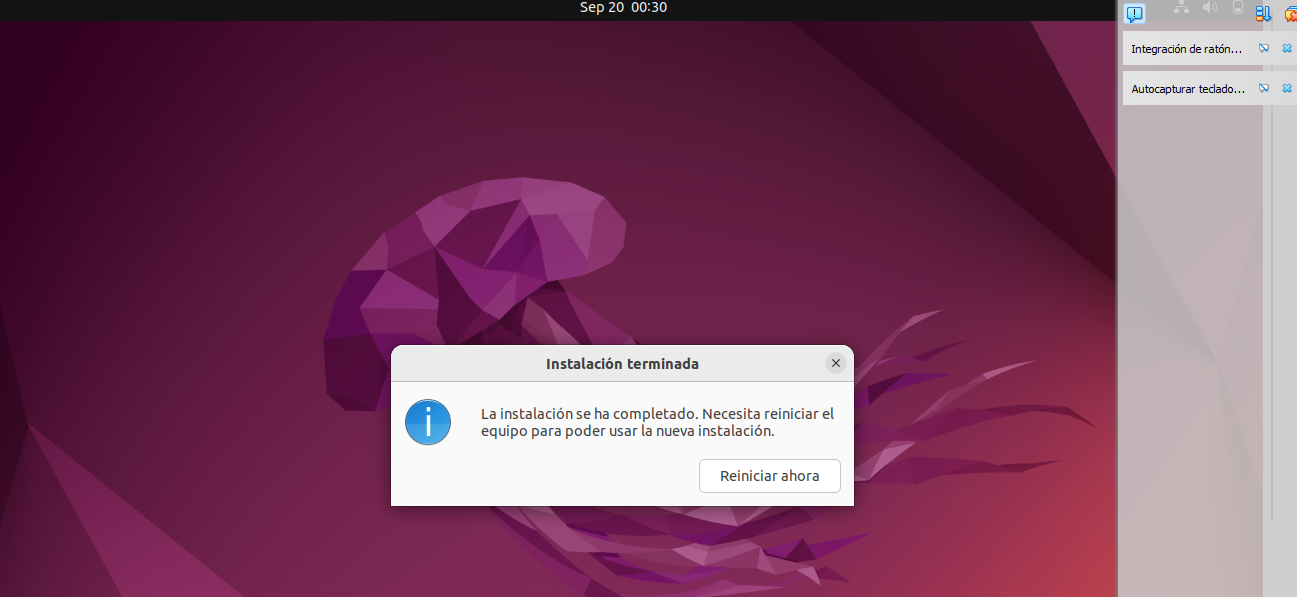 Sep 20 00:30
Integración de ratón...
Autocapturar teclado...
Instalación terminada
La instalación se ha completado. Necesita reiniciar el
equipo para poder usar la nueva instalación.
Reiniciar ahora